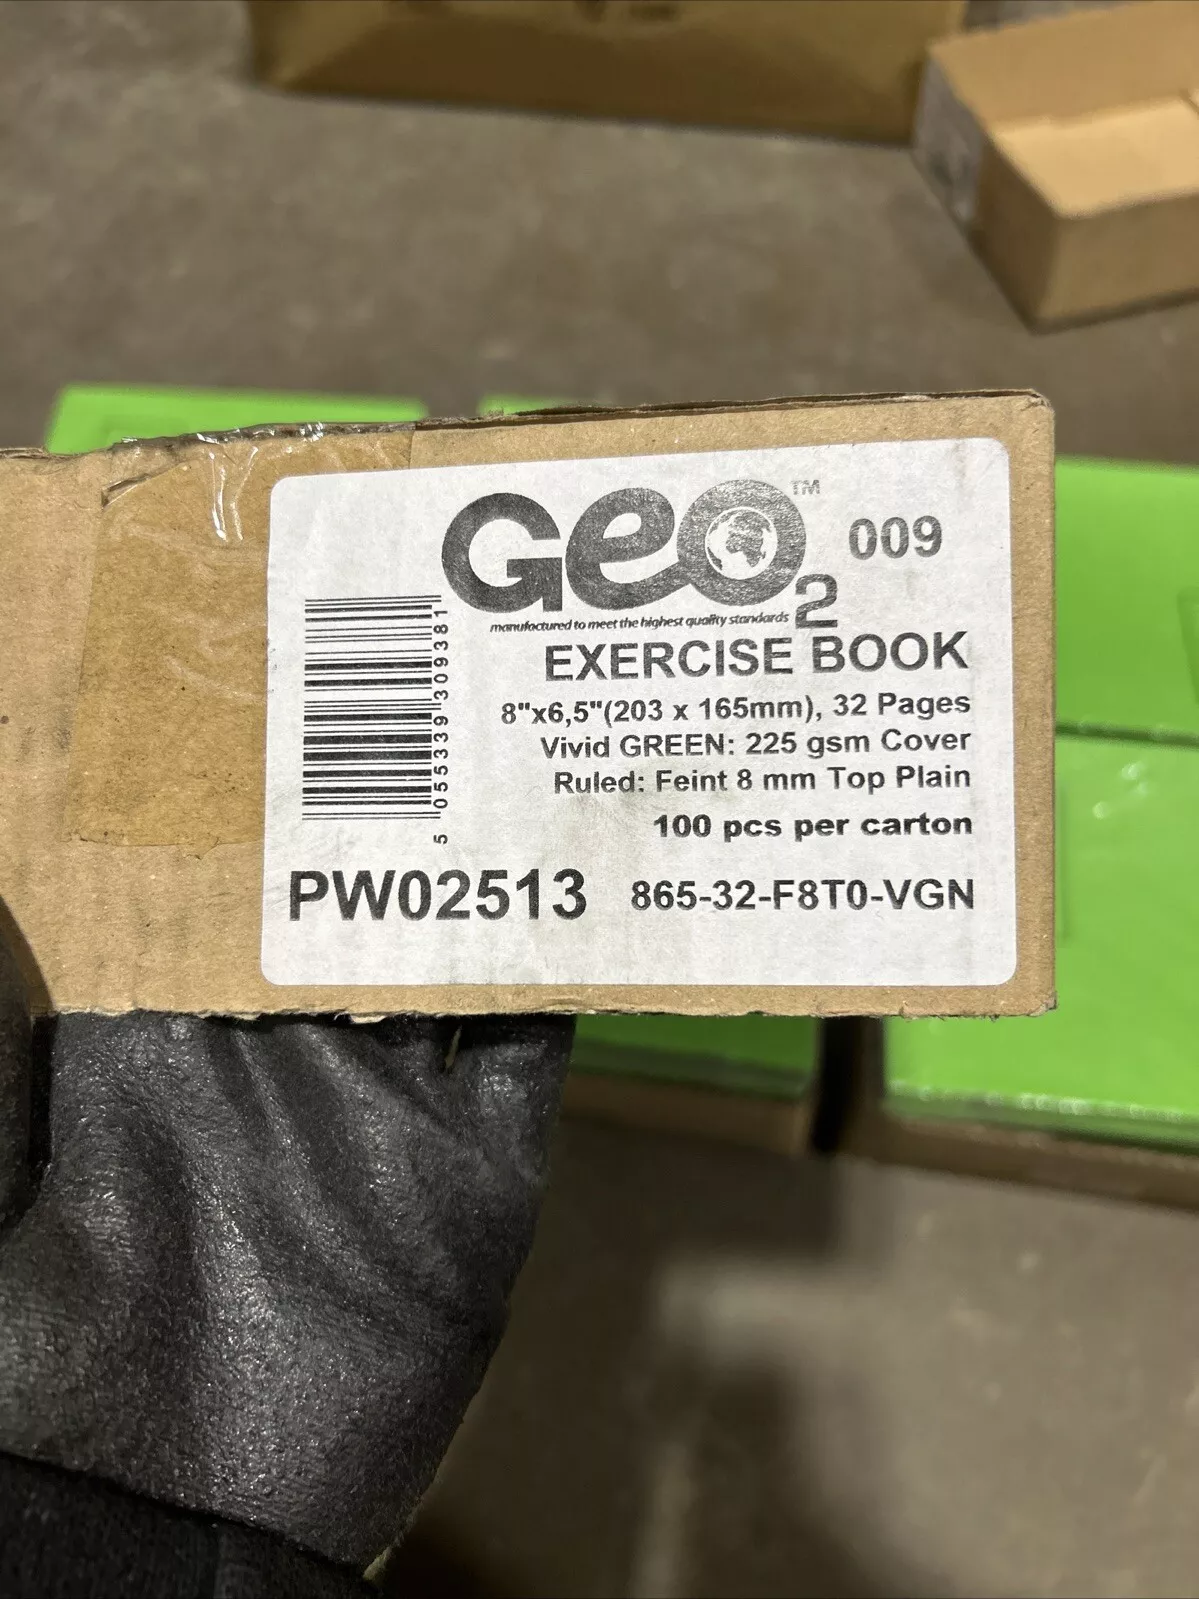 GEO2™ 009
manufactured to meet the highest quality standards
EXERCISE BOOK
8"x6,5"(203 x 165mm), 32 Pages
Vivid GREEN: 225 gsm Cover
Ruled: Feint 8 mm Top Plain
100 pcs per carton
5 055339 309381
PW02513 865-32-F8T0-VGN